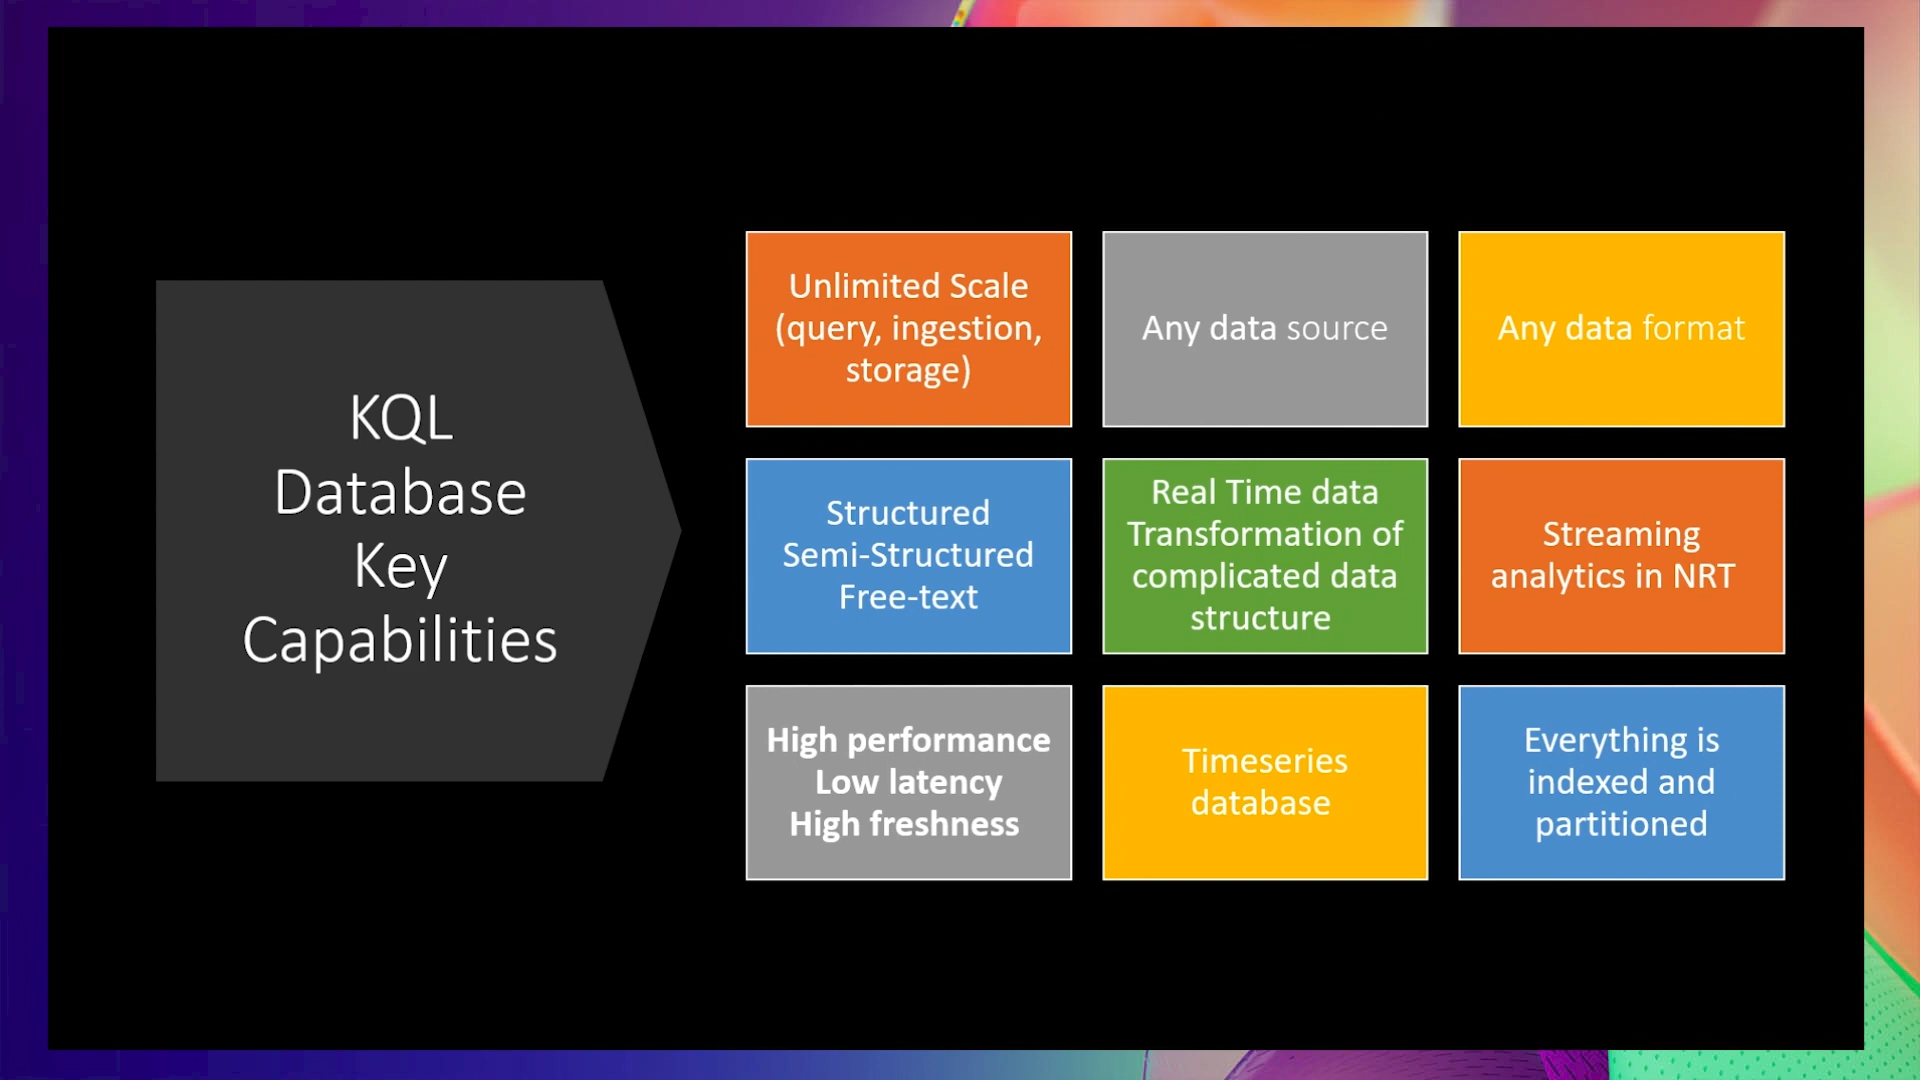 KQL
Database
Key
Capabilities
Unlimited Scale
(query, ingestion,
storage)
Any data source
Any data format
Structured
Semi-Structured
Free-text
Real Time data
Transformation of
complicated data
structure
Streaming
analytics in NRT
High performance
Low latency
High freshness
Timeseries
database
Everything is
indexed and
partitioned